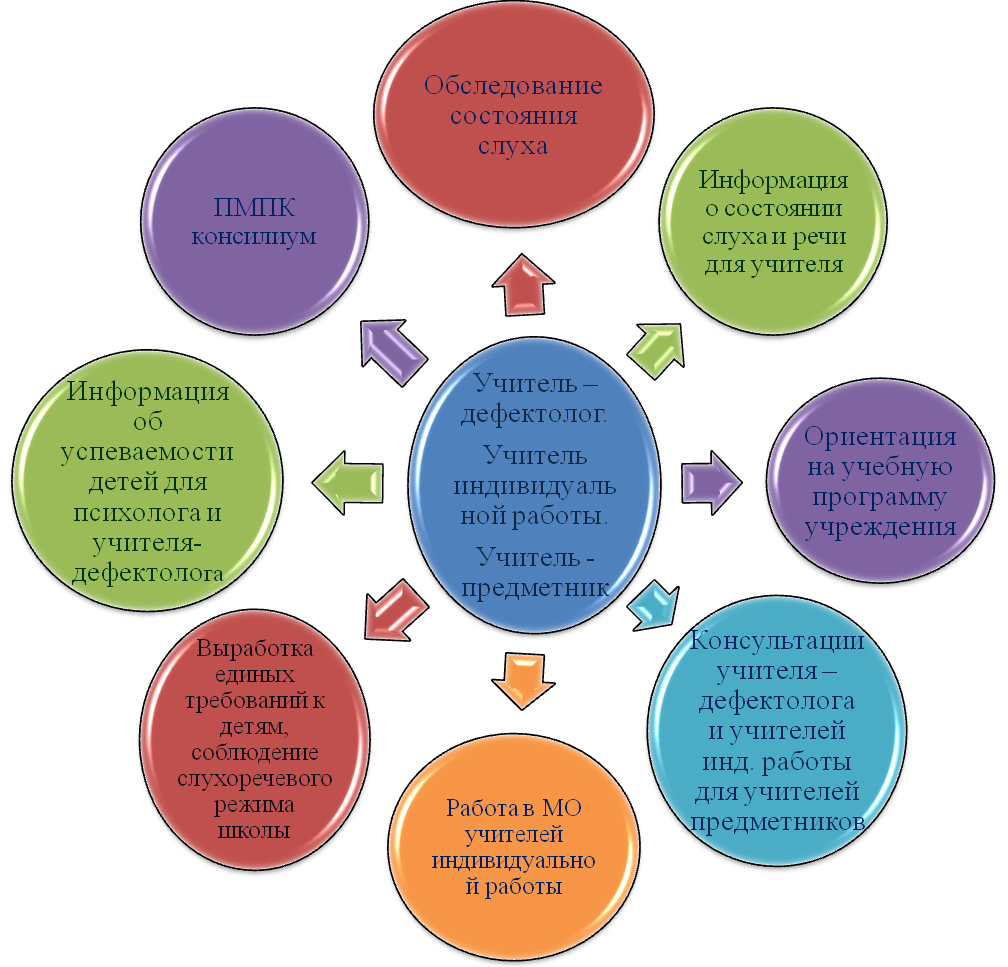 Обследование
состояния
слуха
Информация
о состоянии
слуха и речи
для учителя
Ориентация
на учебную
программу
учреждения
Консультации
учителя –
дефектолога
и учителей
инд. работы
для учителей
предметников
Работа в МО
учителей
индивидуально
й работы
Выработка
единых
требований к
детям,
соблюдение
слухоречевого
режима
школы
Информация
об
успеваемости
детей для
психолога и
учителя-
дефектолога
ПМПК
консилиум
Учитель –
дефектолог.
Учитель
индивидуаль
ной работы.
Учитель -
предметник